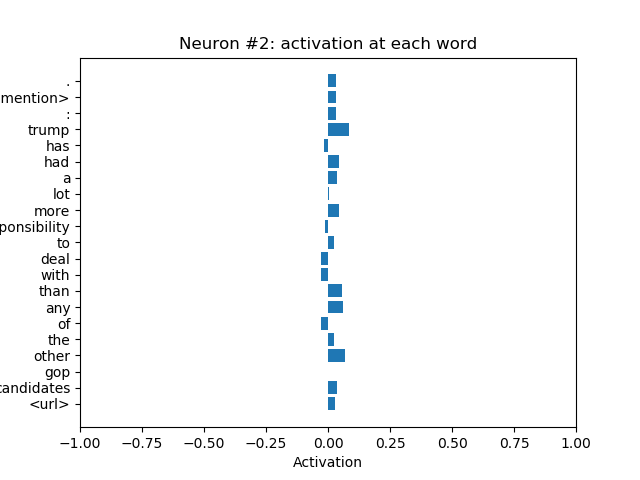 Neuron #2: activation at each word
.
mention>
:
trump
has
had
a
lot
more
ponsibility
to
deal
with
than
any
of
the
other
gop
candidates
<url>
−1.00 −0.75 −0.50 −0.25 0.00 0.25 0.50 0.75 1.00
Activation